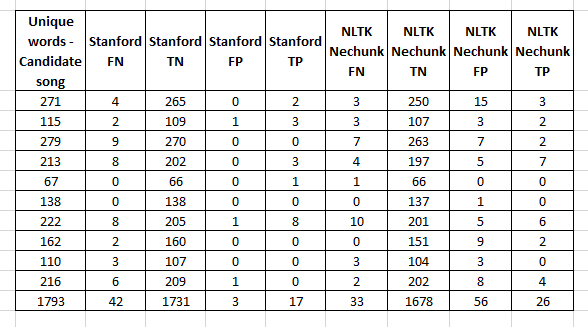 Unique words - Candidate song Stanford FN Stanford TN Stanford FP Stanford TP NLTK Nechunk FN NLTK Nechunk TN NLTK Nechunk FP NLTK Nechunk TP
271 4 265 0 2 3 250 15 3
115 2 109 1 3 3 107 3 2
279 9 270 0 0 7 263 7 2
213 8 202 0 3 4 197 5 7
67 0 66 0 1 1 66 0 0
138 0 138 0 0 0 137 1 0
222 8 205 1 8 10 201 5 6
162 2 160 0 0 0 151 9 2
110 3 107 0 0 3 104 3 0
216 6 209 1 0 2 202 8 4
1793 42 1731 3 17 33 1678 56 26